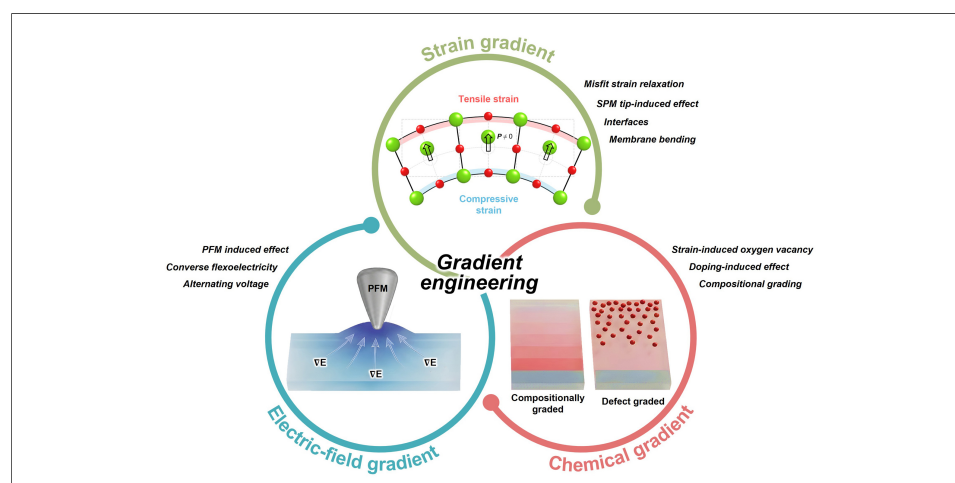 Strain gradient
Misfit strain relaxation
SPM tip-induced effect
Interfaces
Membrane bending
Tensile strain
P ≠ 0
Compressive
strain
PFM induced effect
Converse flexoelectricity
Alternating voltage
Gradient
engineering
Strain-induced oxygen vacancy
Doping-induced effect
Compositional grading
PFM
∇E
∇E
∇E
Compositionally
graded
Defect graded
Electric-field gradient
Chemical gradient